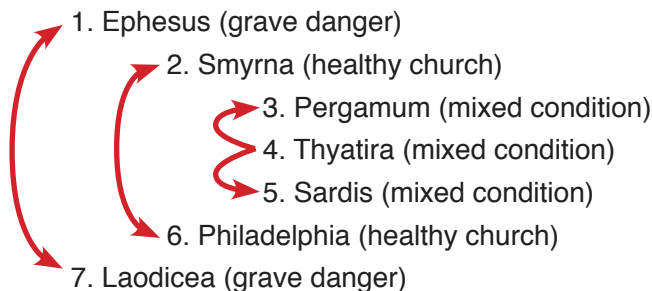 1. Ephesus (grave danger)
2. Smyrna (healthy church)
3. Pergamum (mixed condition)
4. Thyatira (mixed condition)
5. Sardis (mixed condition)
6. Philadelphia (healthy church)
7. Laodicea (grave danger)